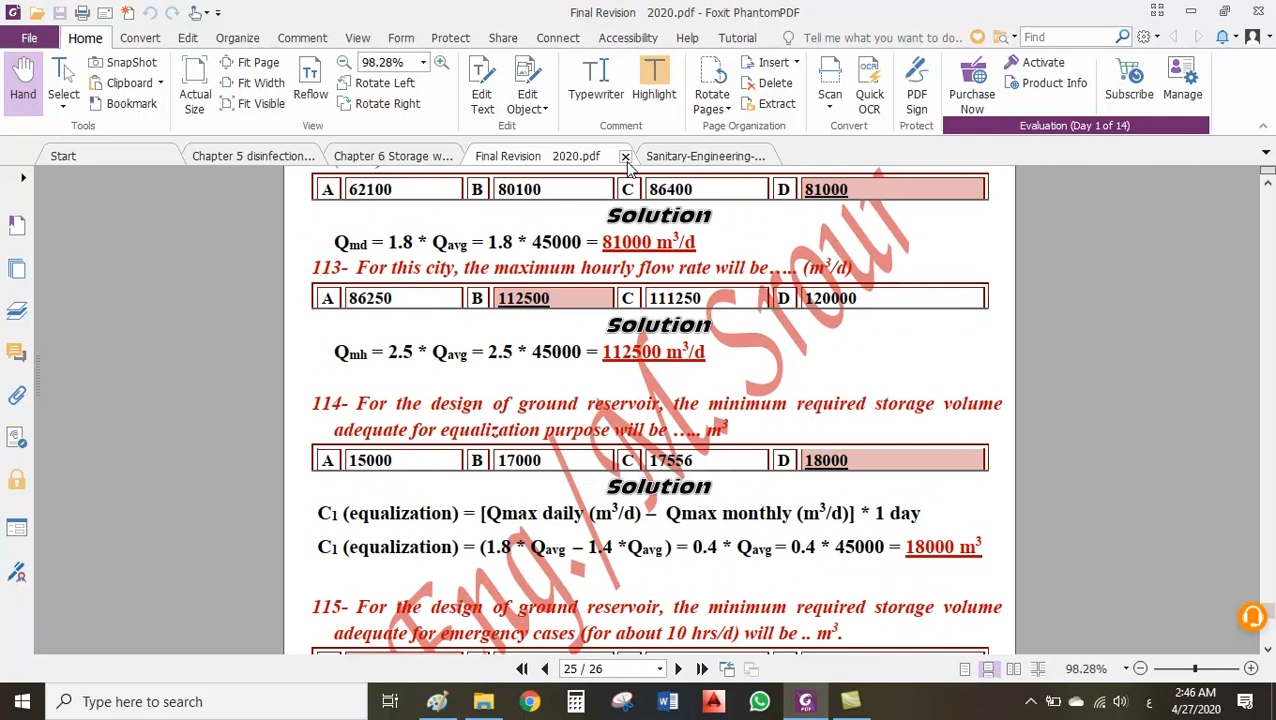 Final Revision 2020.pdf - Foxit PhantomPDF
File Home Convert Edit Organize Comment View Form Protect Share Connect Accessibility Help Tutorial Tell me what you want to do.. Find
Hand Select SnapShot Clipboard Bookmark
Actual Size Fit Page Fit Width Fit Visible Reflow Rotate Left Rotate Right 98.28%
Edit Text Edit Object Typewriter Highlight
Rotate Pages Insert Delete Extract
Scan Quick OCR PDF Sign Purchase Now Activate Product Info Subscribe Manage
Tools View Edit Comment Page Organization Convert Protect Evaluation (Day 1 of 14)
Start Chapter 5 disinfection... Chapter 6 Storage w... Final Revision 2020.pdf Sanitary-Engineering-...
A 62100 B 80100 C 86400 D 81000
Solution
Qmd = 1.8 * Qavg = 1.8 * 45000 = 81000 m³/d
113- For this city, the maximum hourly flow rate will be..... (m³/d)
A 86250 B 112500 C 111250 D 120000
Solution
Qmh = 2.5 * Qavg = 2.5 * 45000 = 112500 m³/d
114- For the design of ground reservoir, the minimum required storage volume
adequate for equalization purpose will be ..... m³
A 15000 B 17000 C 17556 D 18000
Solution
C1 (equalization) = [Qmax daily (m³/d) – Qmax monthly (m³/d)] * 1 day
C1 (equalization) = (1.8 * Qavg – 1.4 *Qavg ) = 0.4 * Qavg = 0.4 * 45000 = 18000 m³
115- For the design of ground reservoir, the minimum required storage volume
adequate for emergency cases (for about 10 hrs/d) will be .. m³.
Eng./M.Srour
25 / 26 98.28%
Type here to search
ع
2:46 AM
4/27/2020